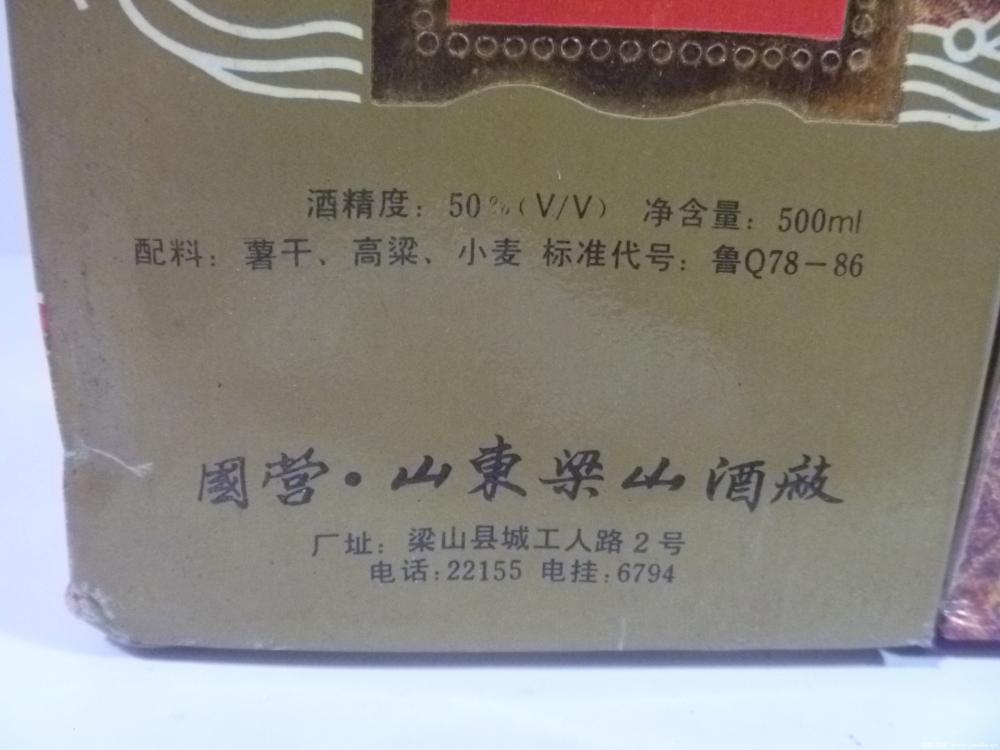 酒精度：50%（V/V） 净含量：500ml
配料：薯干、高粱、小麦 标准代号：鲁Q78－86
國营·山東梁山酒廠
厂址：梁山县城工人路2号
电话:22155 电挂:6794